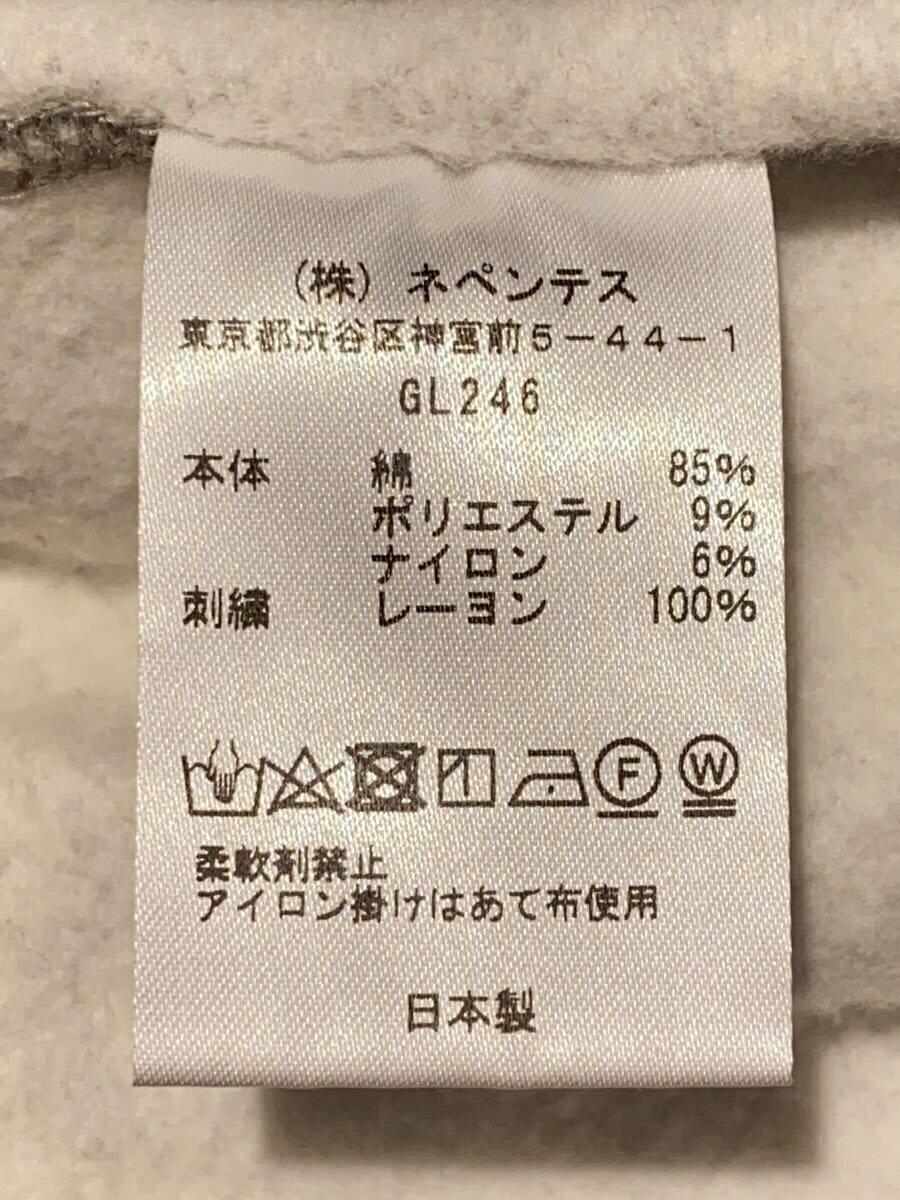 (株) ネペンテス
東京都渋谷区神宮前5-44-1
GL246
本体 綿 85%
ポリエステル 9%
ナイロン 6%
刺繍 レーヨン 100%
F W
柔軟剤禁止
アイロン掛けはあて布使用
日本製